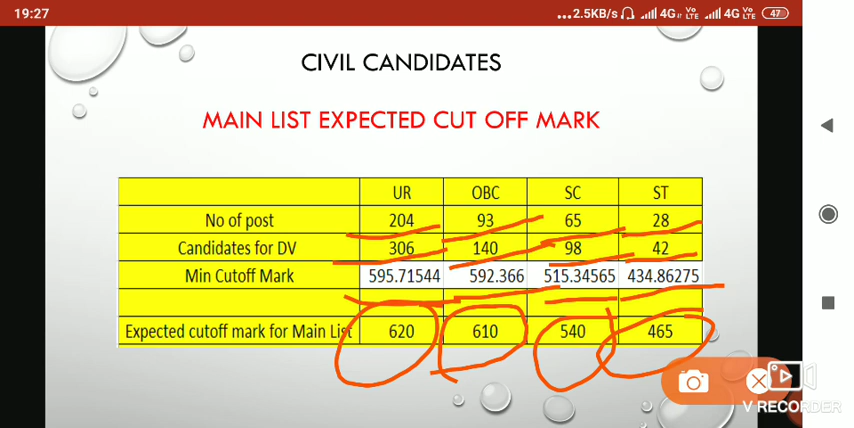 19:27 ...2.5KB/s 4G Vo LTE 4G Vo LTE 47
CIVIL CANDIDATES
MAIN LIST EXPECTED CUT OFF MARK
UR OBC SC ST
No of post 204 93 65 28
Candidates for DV 306 140 98 42
Min Cutoff Mark 595.71544 592.366 515.34565 434.86275
Expected cutoff mark for Main List 620 610 540 465
V RECORDER